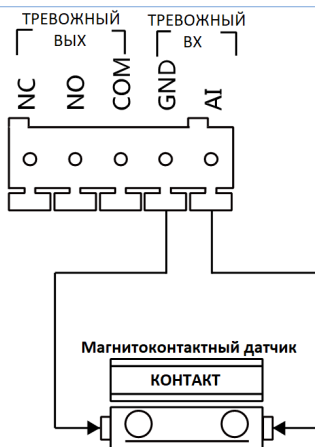 ТРЕВОЖНЫЙ ВЫХ
ТРЕВОЖНЫЙ ВХ
NC
NO
COM
GND
AI
Магнитоконтактный датчик
КОНТАКТ